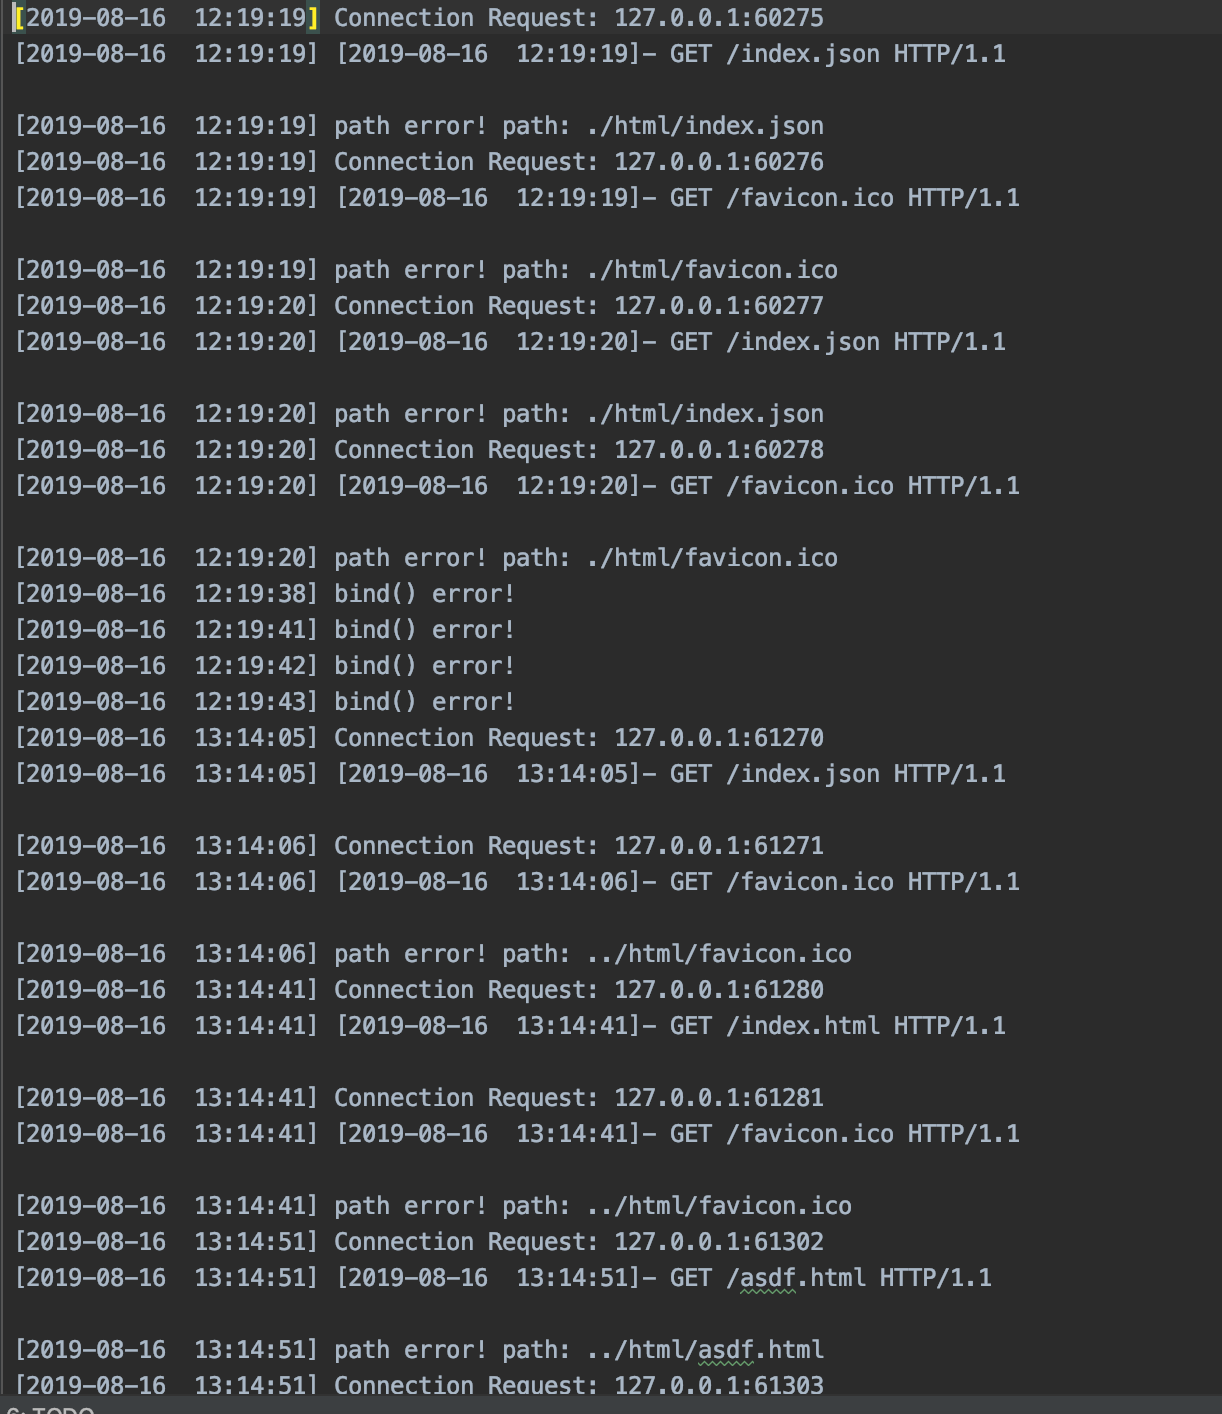 [2019-08-16  12:19:19] Connection Request: 127.0.0.1:60275
[2019-08-16  12:19:19] [2019-08-16  12:19:19]- GET /index.json HTTP/1.1
[2019-08-16  12:19:19] path error! path: ./html/index.json
[2019-08-16  12:19:19] Connection Request: 127.0.0.1:60276
[2019-08-16  12:19:19] [2019-08-16  12:19:19]- GET /favicon.ico HTTP/1.1
[2019-08-16  12:19:19] path error! path: ./html/favicon.ico
[2019-08-16  12:19:20] Connection Request: 127.0.0.1:60277
[2019-08-16  12:19:20] [2019-08-16  12:19:20]- GET /index.json HTTP/1.1
[2019-08-16  12:19:20] path error! path: ./html/index.json
[2019-08-16  12:19:20] Connection Request: 127.0.0.1:60278
[2019-08-16  12:19:20] [2019-08-16  12:19:20]- GET /favicon.ico HTTP/1.1
[2019-08-16  12:19:20] path error! path: ./html/favicon.ico
[2019-08-16  12:19:38] bind() error!
[2019-08-16  12:19:41] bind() error!
[2019-08-16  12:19:42] bind() error!
[2019-08-16  12:19:43] bind() error!
[2019-08-16  13:14:05] Connection Request: 127.0.0.1:61270
[2019-08-16  13:14:05] [2019-08-16  13:14:05]- GET /index.json HTTP/1.1
[2019-08-16  13:14:06] Connection Request: 127.0.0.1:61271
[2019-08-16  13:14:06] [2019-08-16  13:14:06]- GET /favicon.ico HTTP/1.1
[2019-08-16  13:14:06] path error! path: ../html/favicon.ico
[2019-08-16  13:14:41] Connection Request: 127.0.0.1:61280
[2019-08-16  13:14:41] [2019-08-16  13:14:41]- GET /index.html HTTP/1.1
[2019-08-16  13:14:41] Connection Request: 127.0.0.1:61281
[2019-08-16  13:14:41] [2019-08-16  13:14:41]- GET /favicon.ico HTTP/1.1
[2019-08-16  13:14:41] path error! path: ../html/favicon.ico
[2019-08-16  13:14:51] Connection Request: 127.0.0.1:61302
[2019-08-16  13:14:51] [2019-08-16  13:14:51]- GET /asdf.html HTTP/1.1
[2019-08-16  13:14:51] path error! path: ../html/asdf.html
[2019-08-16  13:14:51] Connection Request: 127.0.0.1:61303
6: TODO